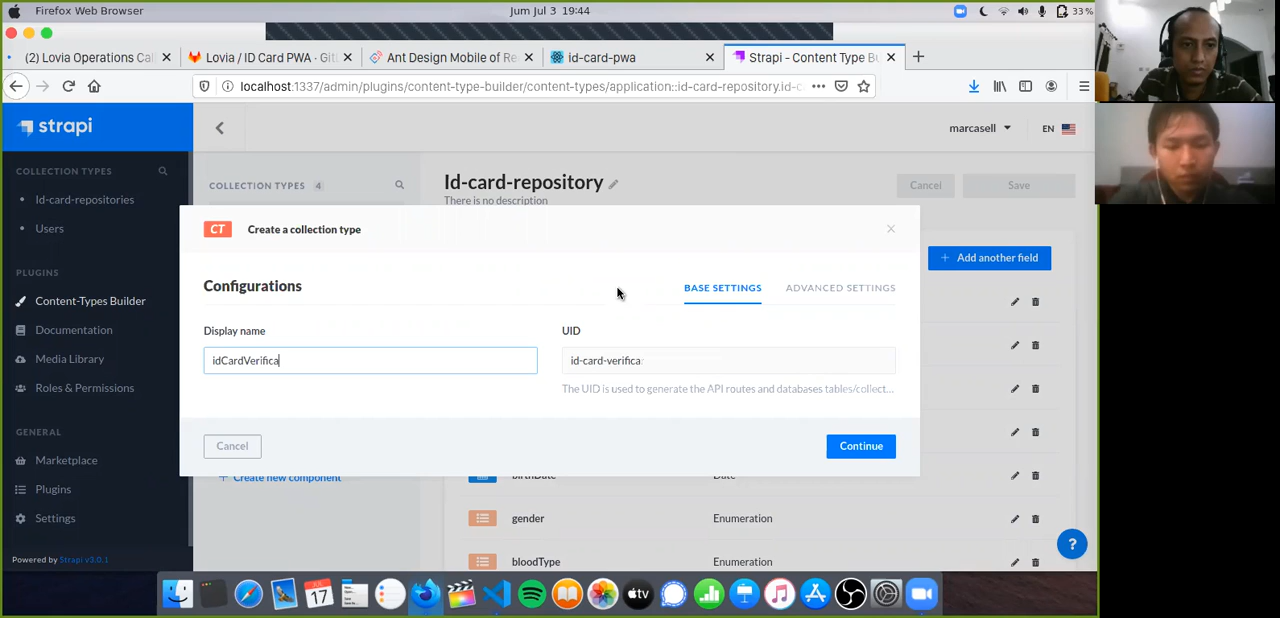 Firefox Web Browser
Jum Jul 3 19:44
33%
(2) Lovia Operations Cal
Lovia / ID Card PWA · Git
Ant Design Mobile of Re
id-card-pwa
Strapi - Content Type Bu
localhost:1337/admin/plugins/content-type-builder/content-types/application::id-card-repository.id-c
strapi
marcasell
EN
COLLECTION TYPES
Id-card-repositories
Users
PLUGINS
Content-Types Builder
Documentation
Media Library
Roles & Permissions
GENERAL
Marketplace
Plugins
Settings
Powered by Strapi v3.0.1
COLLECTION TYPES 4
Id-card-repository
There is no description
Cancel
Save
Add another field
CT Create a collection type
Configurations
BASE SETTINGS
ADVANCED SETTINGS
Display name
idCardVerifica
UID
id-card-verifica
The UID is used to generate the API routes and databases tables/collect...
Cancel
Continue
+ Create new component
birthDate
Date
gender
Enumeration
bloodType
Enumeration
?
JUL
17
tv